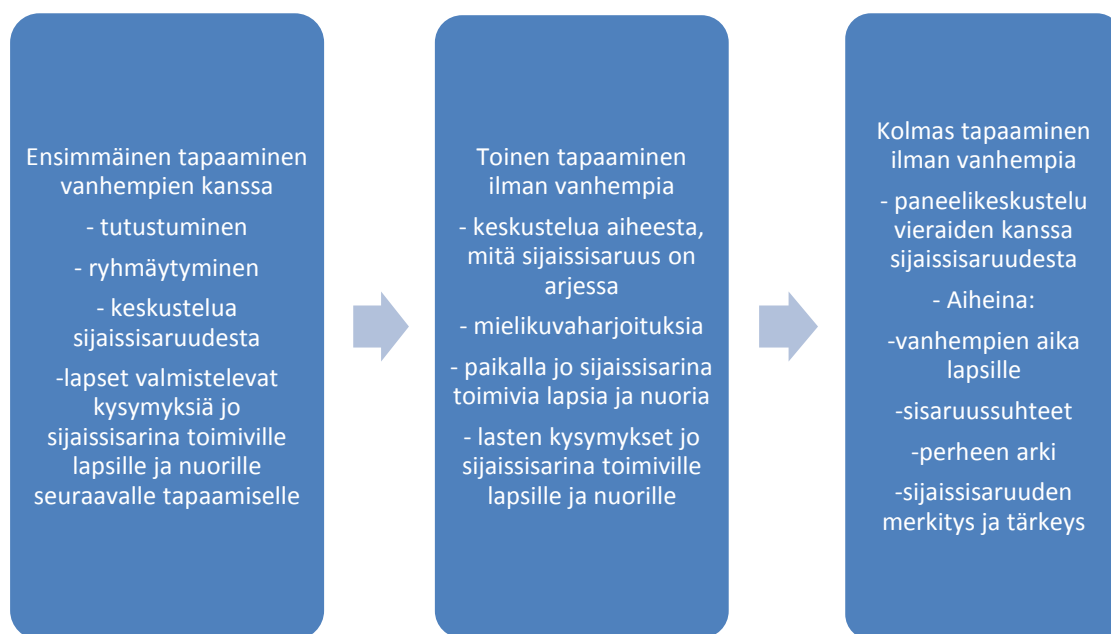 Ensimmäinen tapaaminen
vanhempien kanssa
- tutustuminen
- ryhmäytyminen
- keskustelua
sijaissisaruudesta
-lapset valmistelevat
kysymyksiä jo
sijaissisarina toimiville
lapsille ja nuorille
seuraavalle tapaamiselle
Toinen tapaaminen
ilman vanhempia
- keskustelua aiheesta,
mitä sijaissisaruus on
arjessa
- mielikuvaharjoituksia
- paikalla jo sijaissisarina
toimivia lapsia ja nuoria
- lasten kysymykset jo
sijaissisarina toimiville
lapsille ja nuorille
Kolmas tapaaminen
ilman vanhempia
- paneelikeskustelu
vieraiden kanssa
sijaissisaruudesta
- Aiheina:
-vanhempien aika
lapsille
-sisaruussuhteet
-perheen arki
-sijaissisaruuden
merkitys ja tärkeys